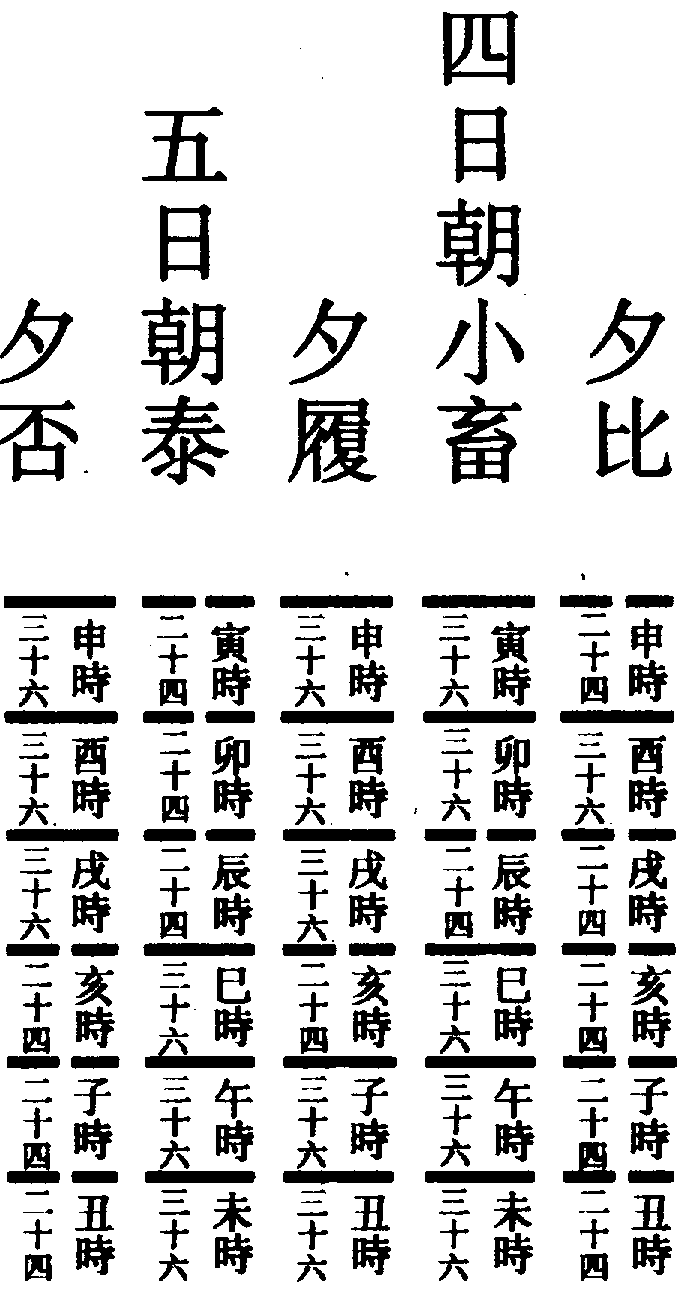 夕比
申時
二十四
酉時
三十六
戌時
二十四
亥時
二十四
子時
二十四
丑時
二十四
四日朝小畜
寅時
三十六
卯時
三十六
辰時
二十四
巳時
三十六
午時
三十六
未時
三十六
夕履
申時
三十六
酉時
三十六
戌時
三十六
亥時
二十四
子時
三十六
丑時
三十六
五日朝泰
寅時
二十四
卯時
二十四
辰時
二十四
巳時
三十六
午時
三十六
未時
三十六
夕否
申時
三十六
酉時
三十六
戌時
三十六
亥時
二十四
子時
二十四
丑時
二十四